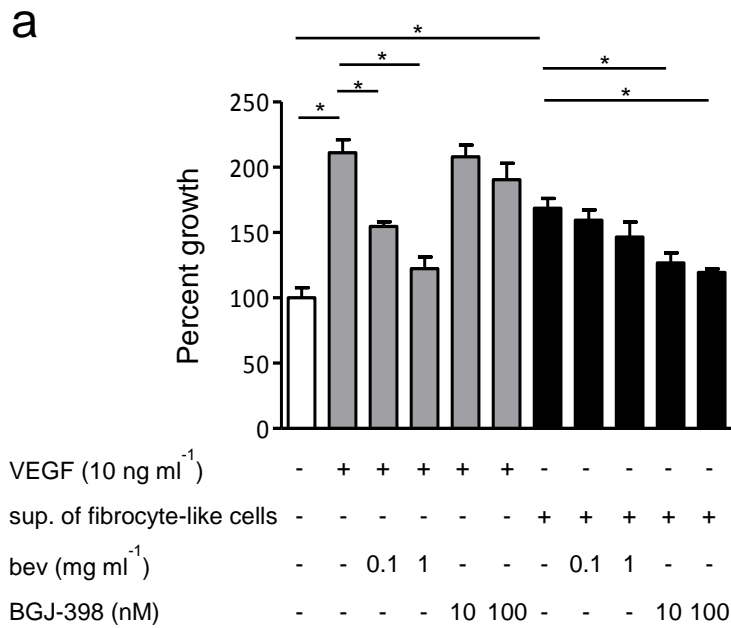 a
*
*
*
*
*
*
250
200
150
100
50
0
Percent growth
VEGF (10 ng ml-1) - + + + + + - - - - -
sup. of fibrocyte-like cells - - - - - - + + + + +
bev (mg ml-1) - - 0.1 1 - - - 0.1 1 - -
BGJ-398 (nM) - - - - 10 100 - - - 10 100